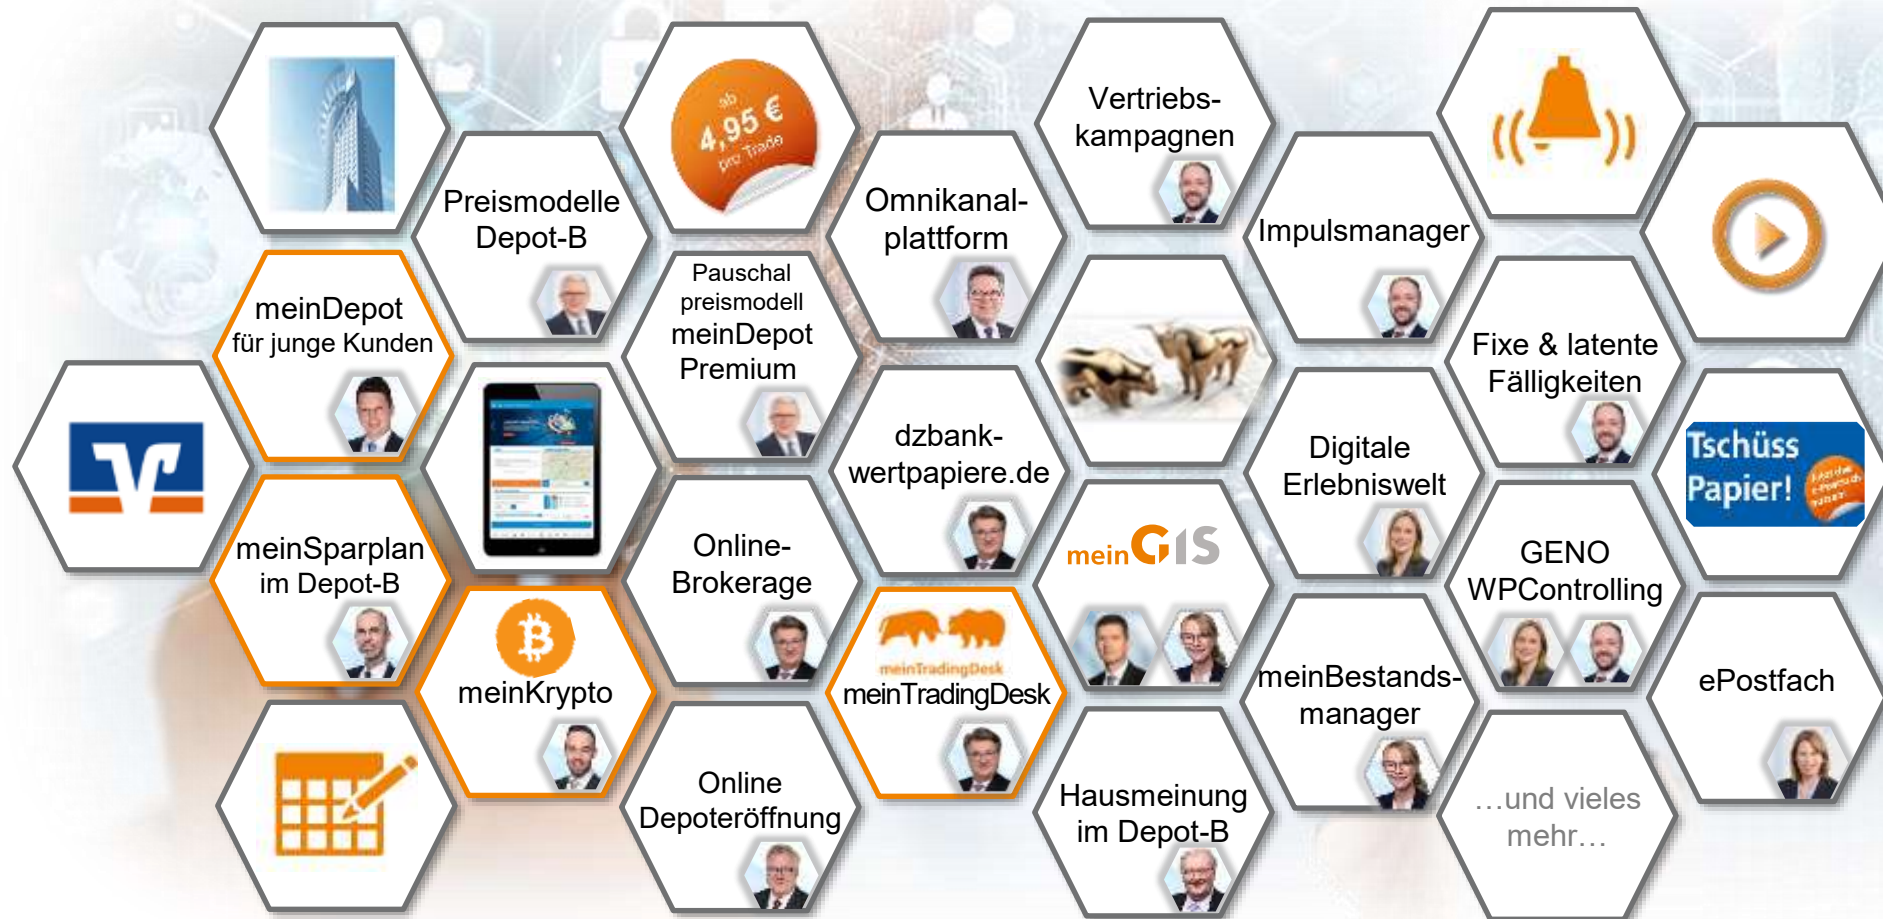 ab
4,95 €
pro Trade
Vertriebs-
kampagnen
Preismodelle
Depot-B
Omnikanal-
plattform
Impulsmanager
meinDepot
für junge Kunden
Pauschal
preismodell
meinDepot
Premium
Fixe & latente
Fälligkeiten
dzbank-
wertpapiere.de
Digitale
Erlebniswelt
Tschüss
Papier!
meinSparplan
im Depot-B
Online-
Brokerage
mein GIS
GENO
WPControlling
meinKrypto
meinTradingDesk
meinTradingDesk
meinBestands-
manager
ePostfach
Online
Depoteröffnung
Hausmeinung
im Depot-B
…und vieles
mehr…